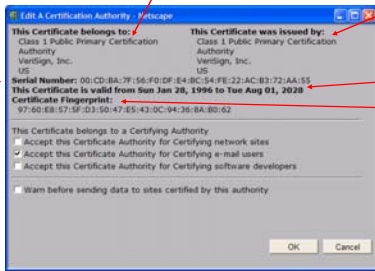 Edit A Certification Authority - Netscape
This Certificate belongs to: This Certificate was issued by:
Class 1 Public Primary Certification Class 1 Public Primary Certification
Authority Authority
VeriSign, Inc. VeriSign, Inc.
US US
Serial Number: 00:CD:BA:7F:56:F0:DF:E4:BC:54:FE:22:AC:B3:72:AA:55
This Certificate is valid from Sun Jan 28, 1996 to Tue Aug 01, 2028
Certificate Fingerprint:
97:60:E8:57:5F:D3:50:47:E5:43:0C:94:36:8A:B0:62
This Certificate belongs to a Certifying Authority
Accept this Certificate Authority for Certifying network sites
Accept this Certificate Authority for Certifying e-mail users
Accept this Certificate Authority for Certifying software developers
Warn before sending data to sites certified by this authority
OK Cancel